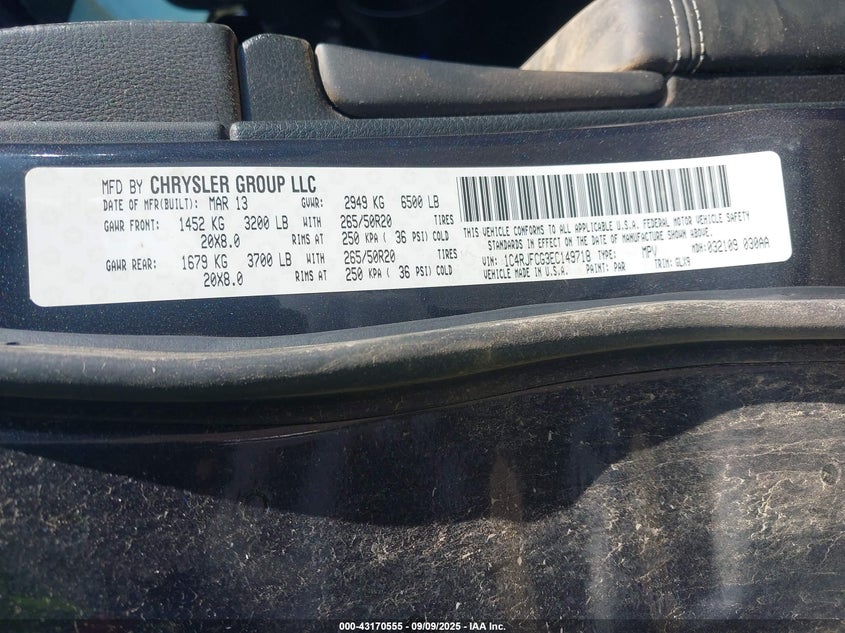 MFD BY CHRYSLER GROUP LLC
DATE OF MFR(BUILT): MAR 13 GVWR: 2949 KG 6500 LB
GAWR FRONT: 1452 KG 3200 LB WITH 265/50R20 TIRES
20X8.0 RIMS AT 250 KPA ( 36 PSI) COLD
GAWR REAR: 1679 KG 3700 LB WITH 265/50R20 TIRES
20X8.0 RIMS AT 250 KPA ( 36 PSI) COLD
THIS VEHICLE CONFORMS TO ALL APPLICABLE U.S.A. FEDERAL MOTOR VEHICLE SAFETY
STANDARDS IN EFFECT ON THE DATE OF MANUFACTURE SHOWN ABOVE.
VIN: 1C4RJFCG3EC149718 TYPE: MPV MDH: 032109 030AA
VEHICLE MADE IN U.S.A. PAINT: PAR TRIM: GLX9
000-43170555 - 09/09/2025 - IAA Inc.